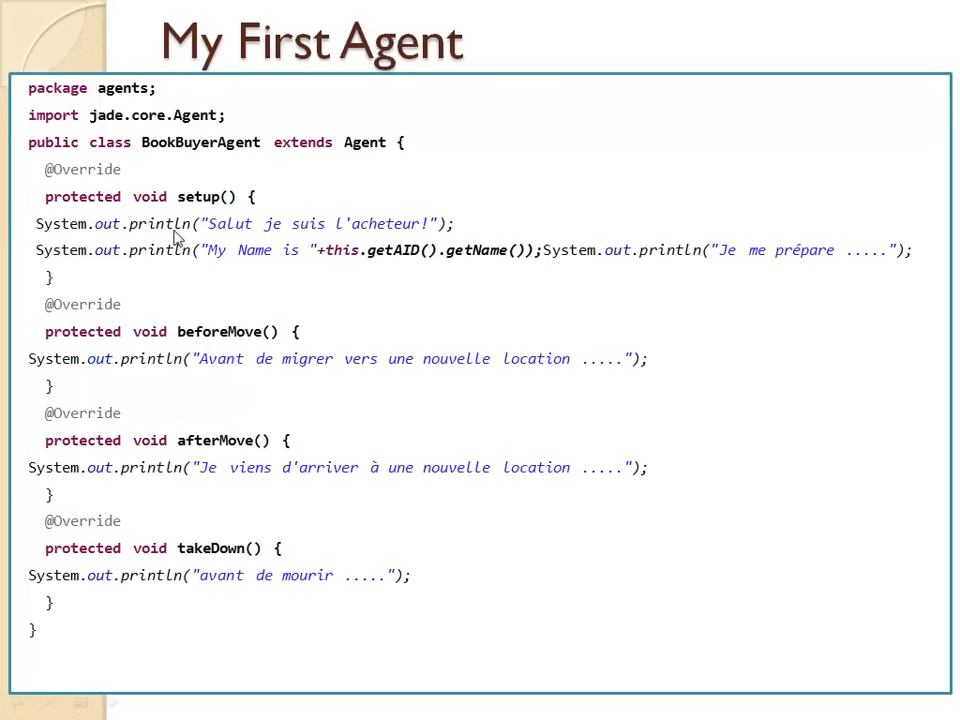 My First Agent
package agents;
import jade.core.Agent;
public class BookBuyerAgent extends Agent {
@Override
protected void setup() {
System.out.println("Salut je suis l'acheteur!");
System.out.println("My Name is "+this.getAID().getName());System.out.println("Je me prépare .....");
}
@Override
protected void beforeMove() {
System.out.println("Avant de migrer vers une nouvelle location .....");
}
@Override
protected void afterMove() {
System.out.println("Je viens d'arriver à une nouvelle location .....");
}
@Override
protected void takeDown() {
System.out.println("avant de mourir .....");
}
}